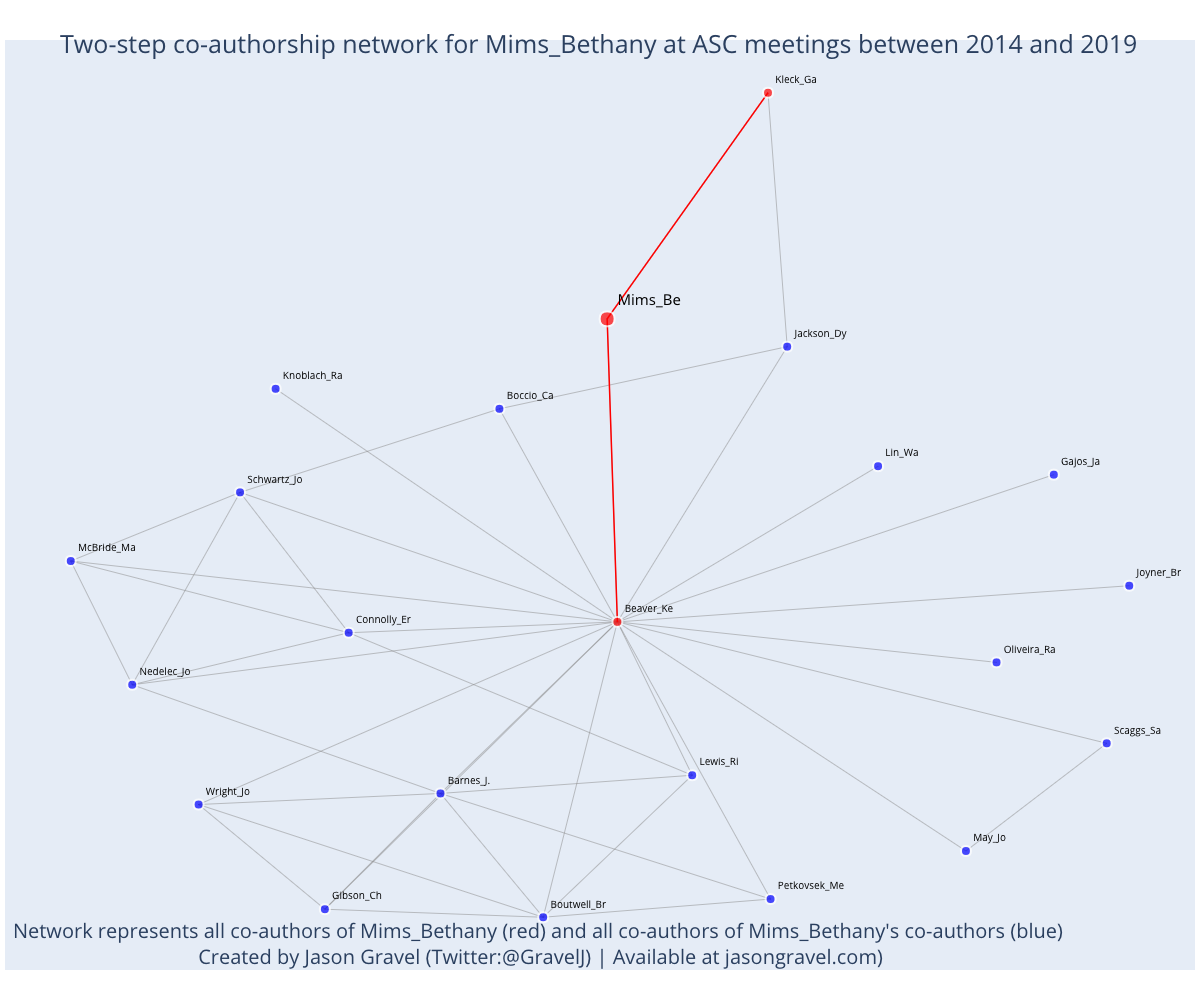 Two-step co-authorship network for Mims_Bethany at ASC meetings between 2014 and 2019
Kleck_Ga
Mims_Be
Jackson_Dy
Knoblach_Ra
Boccio_Ca
Lin_Wa
Gajos_Ja
Schwartz_Jo
McBride_Ma
Joyner_Br
Beaver_Ke
Connolly_Er
Oliveira_Ra
Nedelec_Jo
Scaggs_Sa
Lewis_Ri
Barnes_J.
Wright_Jo
May_Jo
Petkovsek_Me
Gibson_Ch
Boutwell_Br
Network represents all co-authors of Mims_Bethany (red) and all co-authors of Mims_Bethany's co-authors (blue)
Created by Jason Gravel (Twitter:@GravelJ) | Available at jasongravel.com)